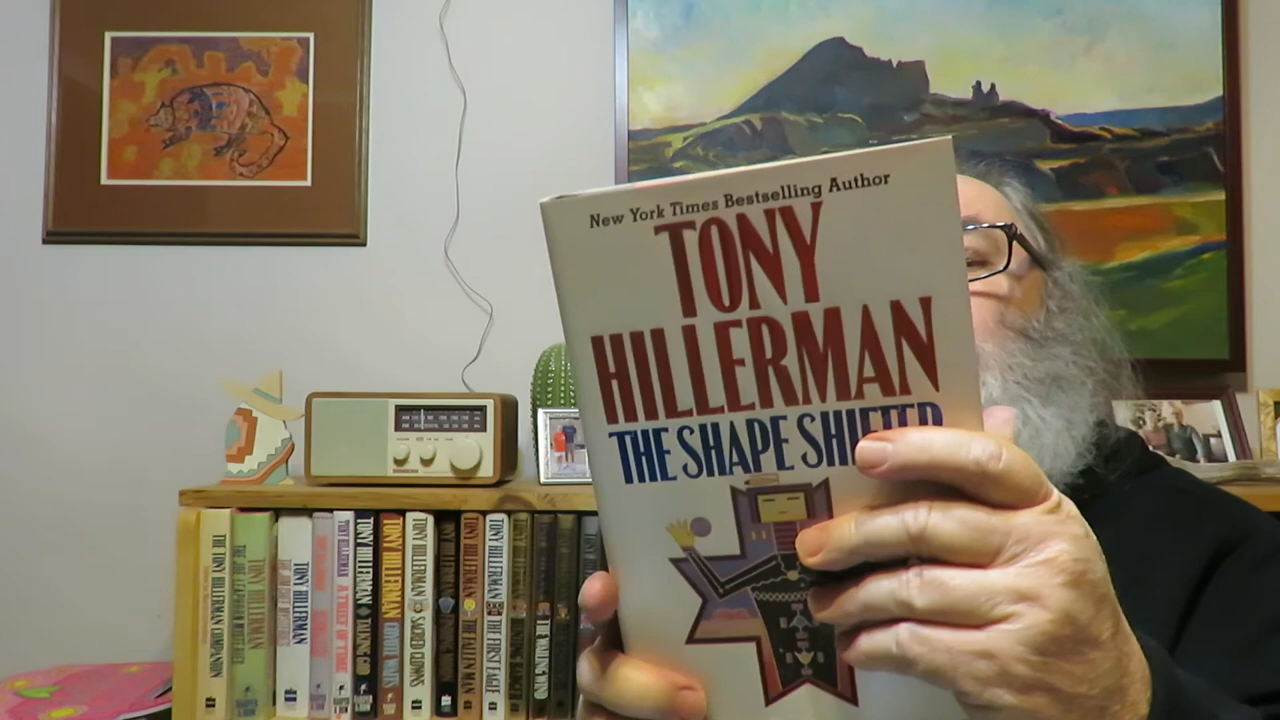 New York Times Bestselling Author
TONY
HILLERMAN
THE SHAPE SHIFTER
THE TONY HILLERMAN COMPANION
TONY HILLERMAN
TONY HILLERMAN
TONY HILLERMAN A THIEF OF TIME
TONY HILLERMAN TALKING GOD
TONY HILLERMAN COYOTE WAITS
TONY HILLERMAN SACRED CLOWNS
THE FALLEN MAN
TONY HILLERMAN THE FIRST EAGLE
HUNTING BADGER
THE WAILING WIND